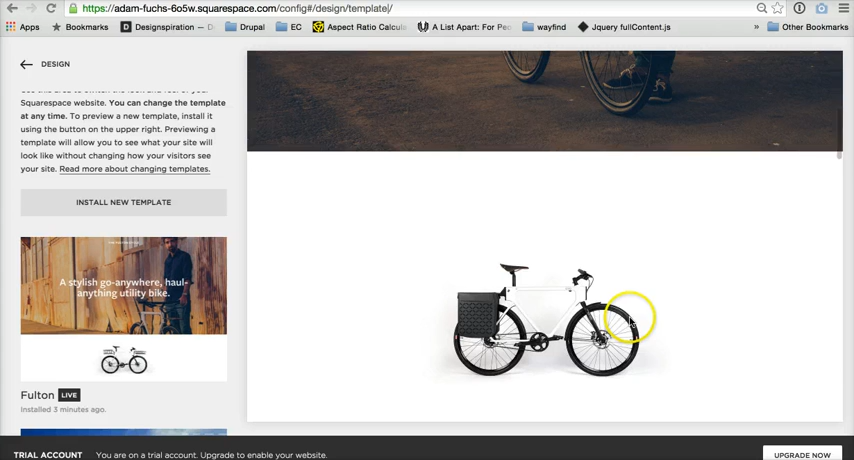 https://adam-fuchs-6o5w.squarespace.com/config#/design/template/
Apps Bookmarks Designspiration — D Drupal EC Aspect Ratio Calcula A List Apart: For Pe wayfind Jquery fullContent.js » Other Bookmarks
DESIGN
Squarespace website. You can change the template
at any time. To preview a new template, install it
using the button on the upper right. Previewing a
template will allow you to see what your site will
look like without changing how your visitors see
your site. Read more about changing templates.
INSTALL NEW TEMPLATE
A stylish go-anywhere, haul-
anything utility bike.
Fulton LIVE
Installed 3 minutes ago.
TRIAL ACCOUNT You are on a trial account. Upgrade to enable your website. UPGRADE NOW